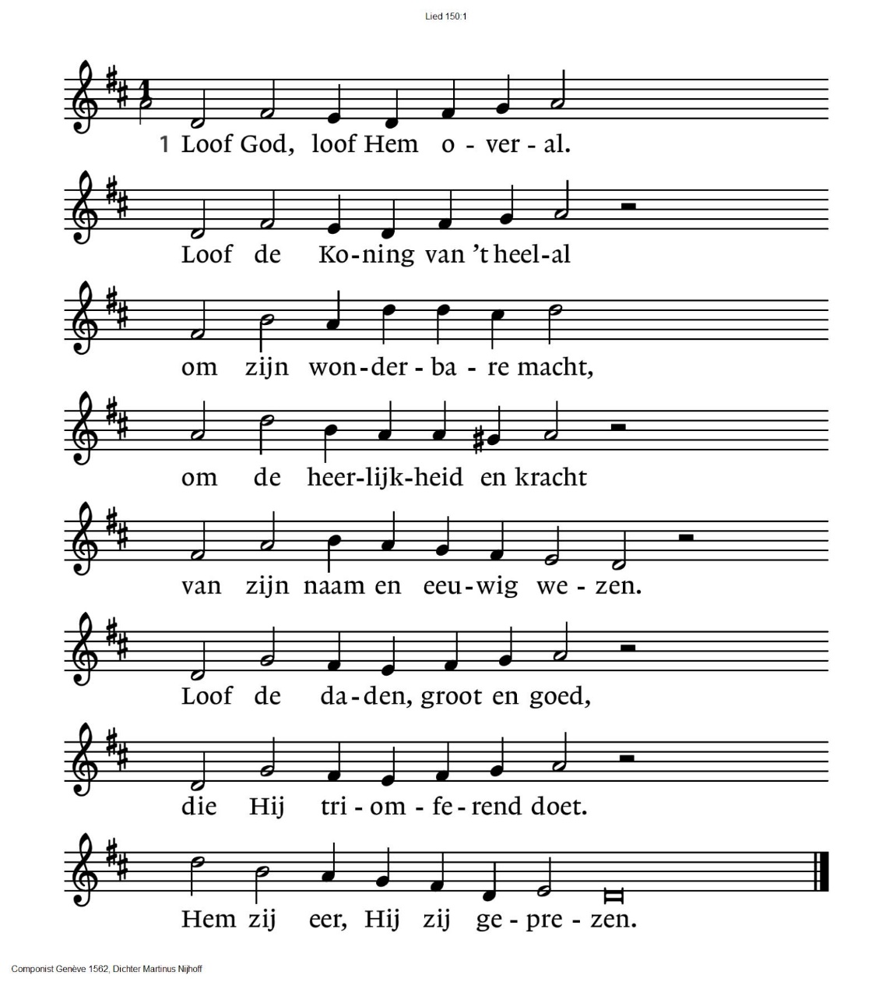 Lied 150:1
1 Loof God, loof Hem o - ver - al.
Loof de Ko-ning van ’t heel-al
om zijn won-der - ba - re macht,
om de heer-lijk-heid en kracht
van zijn naam en eeu-wig we - zen.
Loof de da-den, groot en goed,
die Hij tri - om - fe - rend doet.
Hem zij eer, Hij zij ge - pre - zen.
Componist Genève 1562, Dichter Martinus Nijhoff